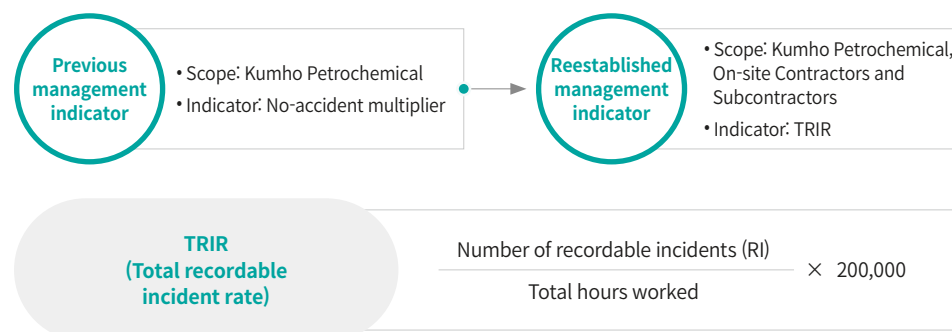 Previous
management
indicator
• Scope: Kumho Petrochemical
• Indicator: No-accident multiplier
Reestablished
management
indicator
• Scope: Kumho Petrochemical,
On-site Contractors and
Subcontractors
• Indicator: TRIR
TRIR
(Total recordable
incident rate)
Number of recordable incidents (RI)
Total hours worked
× 200,000